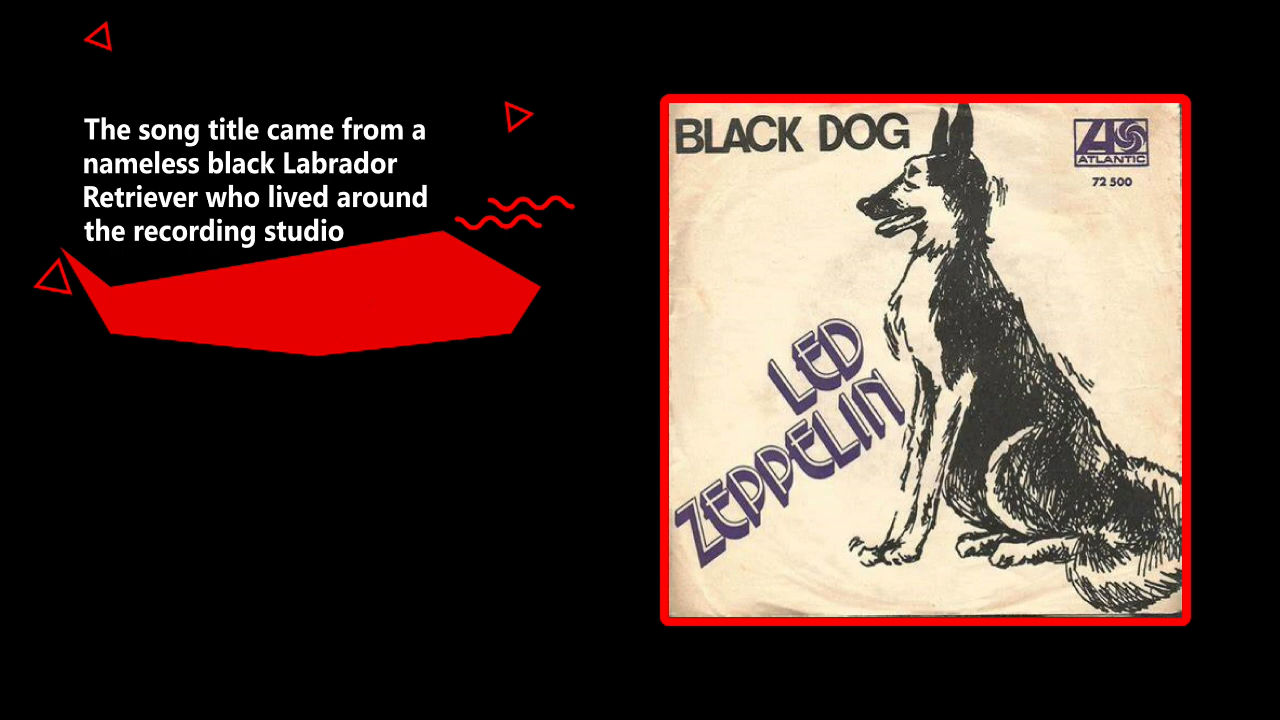 The song title came from a
nameless black Labrador
Retriever who lived around
the recording studio
BLACK DOG
ATLANTIC
72 500
LED
ZEPPELIN